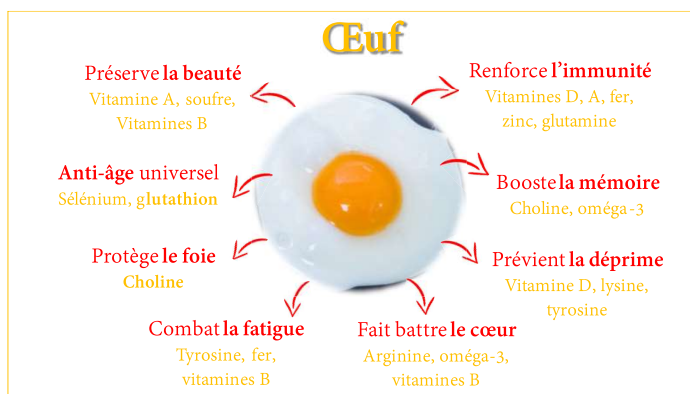 Œuf
Préserve la beauté
Vitamine A, soufre,
Vitamines B
Anti-âge universel
Sélénium, glutathion
Protège le foie
Choline
Combat la fatigue
Tyrosine, fer,
vitamines B
Renforce l’immunité
Vitamines D, A, fer,
zinc, glutamine
Booste la mémoire
Choline, oméga-3
Prévient la déprime
Vitamine D, lysine,
tyrosine
Fait battre le cœur
Arginine, oméga-3,
vitamines B